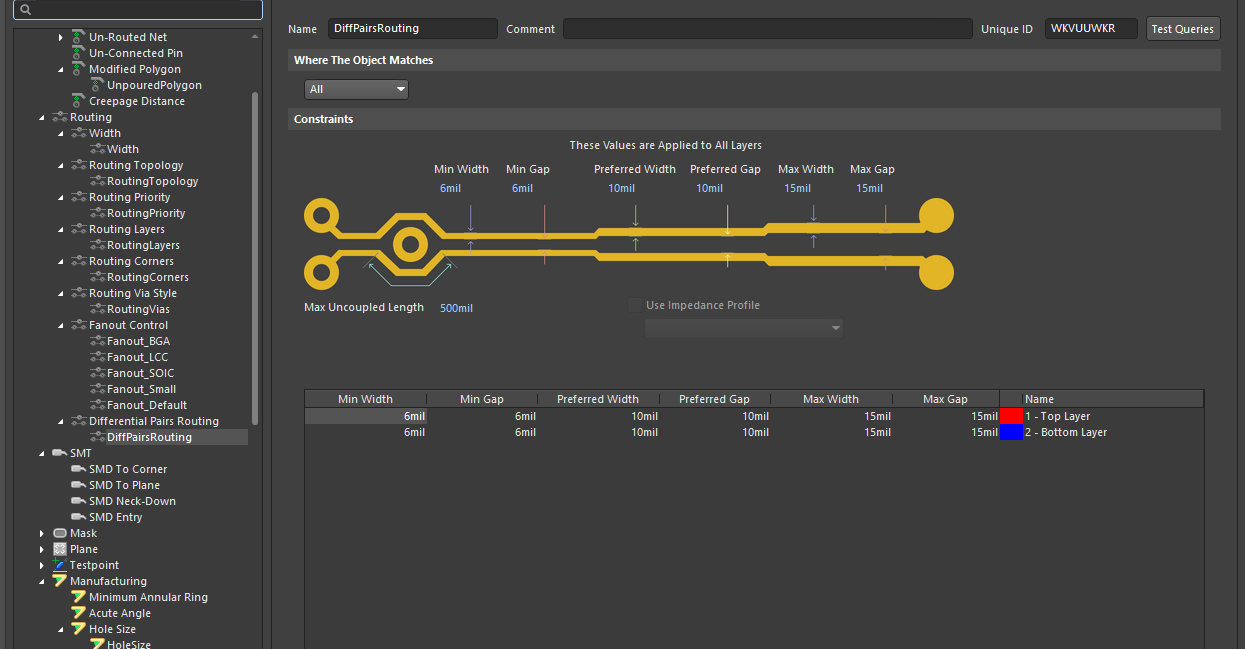 Un-Routed Net
Un-Connected Pin
Modified Polygon
UnpouredPolygon
Creepage Distance
Routing
Width
Width
Routing Topology
RoutingTopology
Routing Priority
RoutingPriority
Routing Layers
RoutingLayers
Routing Corners
RoutingCorners
Routing Via Style
RoutingVias
Fanout Control
Fanout_BGA
Fanout_LCC
Fanout_SOIC
Fanout_Small
Fanout_Default
Differential Pairs Routing
DiffPairsRouting
SMT
SMD To Corner
SMD To Plane
SMD Neck-Down
SMD Entry
Mask
Plane
Testpoint
Manufacturing
Minimum Annular Ring
Acute Angle
Hole Size
HoleSize
Name DiffPairsRouting Comment Unique ID WKVUUWKR Test Queries
Where The Object Matches
All
Constraints
These Values are Applied to All Layers
Min Width Min Gap Preferred Width Preferred Gap Max Width Max Gap
6mil 6mil 10mil 10mil 15mil 15mil
Max Uncoupled Length 500mil
Use Impedance Profile
Min Width Min Gap Preferred Width Preferred Gap Max Width Max Gap Name
6mil 6mil 10mil 10mil 15mil 15mil 1 - Top Layer
6mil 6mil 10mil 10mil 15mil 15mil 2 - Bottom Layer